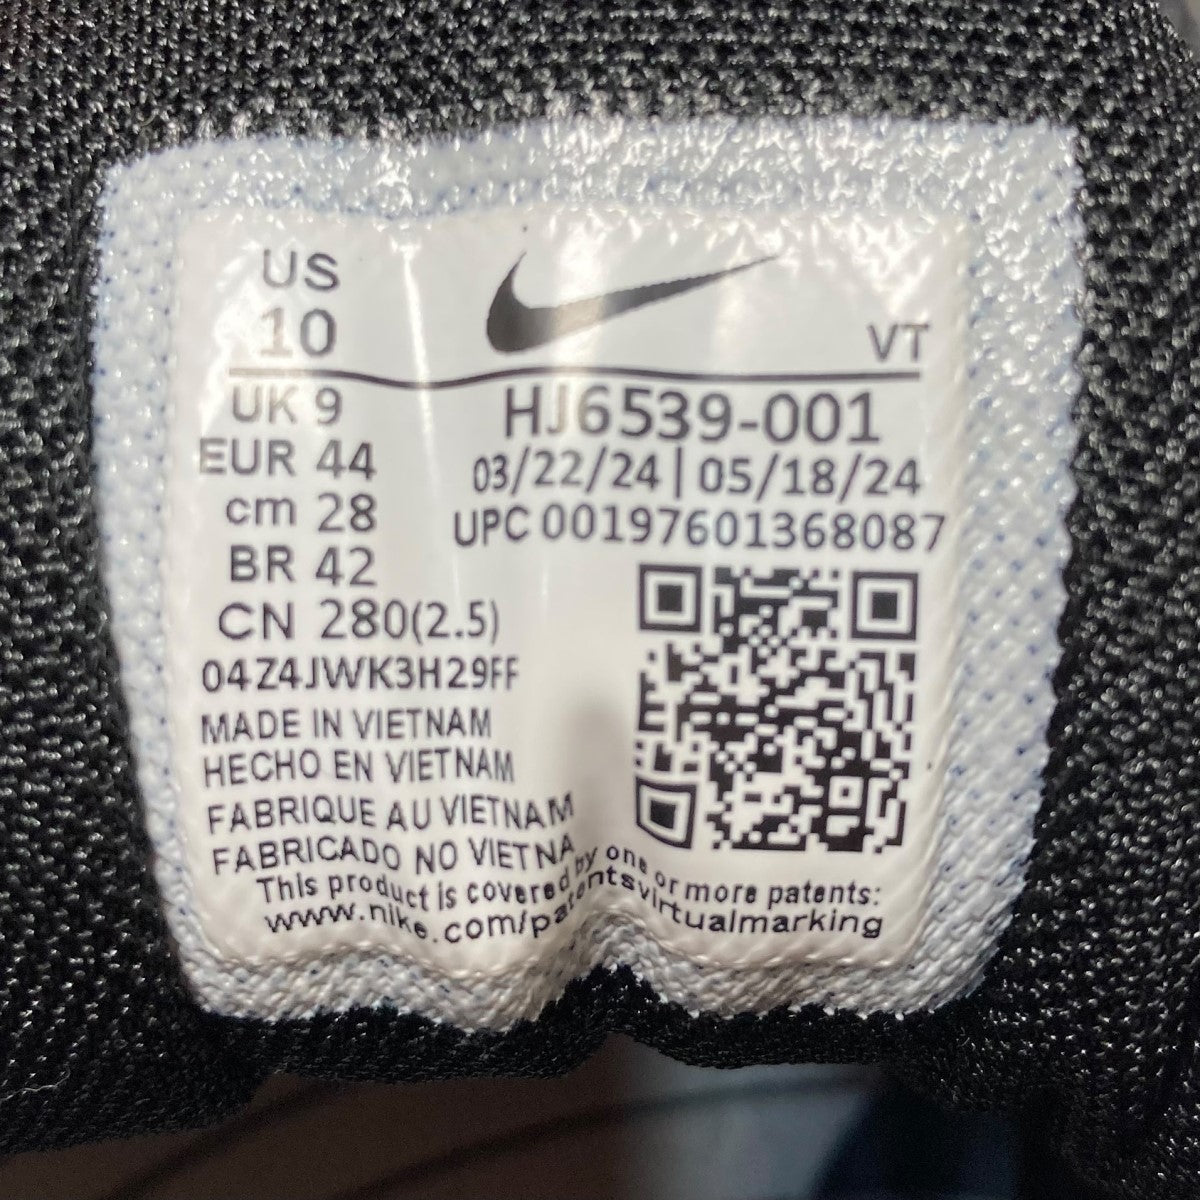 US
10
VT
UK 9
HJ6539-001
EUR 44
03/22/24 | 05/18/24
cm 28
UPC 001976013 68087
BR 42
CN 280(2.5)
04Z4JWK3H29FF
MADE IN VIETNAM
HECHO EN VIETNAM
FABRIQUE AU VIETNAM
FABRICADO NO VIETNA
This product is covered by one or more patents:
www.nike.com/patentsvirtualmarking